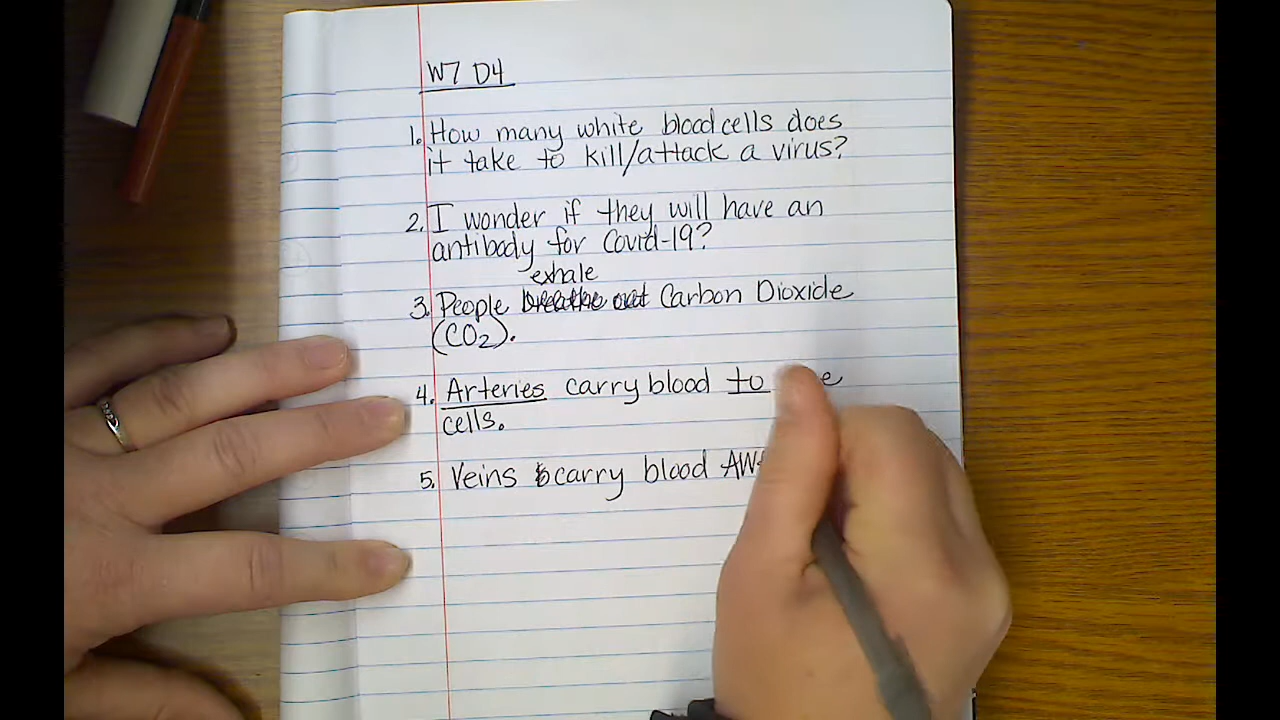 W7 D4
1. How many white blood cells does
it take to kill/attack a virus?
2. I wonder if they will have an
antibody for Covid-19?
exhale
3. People breathe out Carbon Dioxide
(CO2).
4. Arteries carry blood to
cells.
5. Veins carry blood